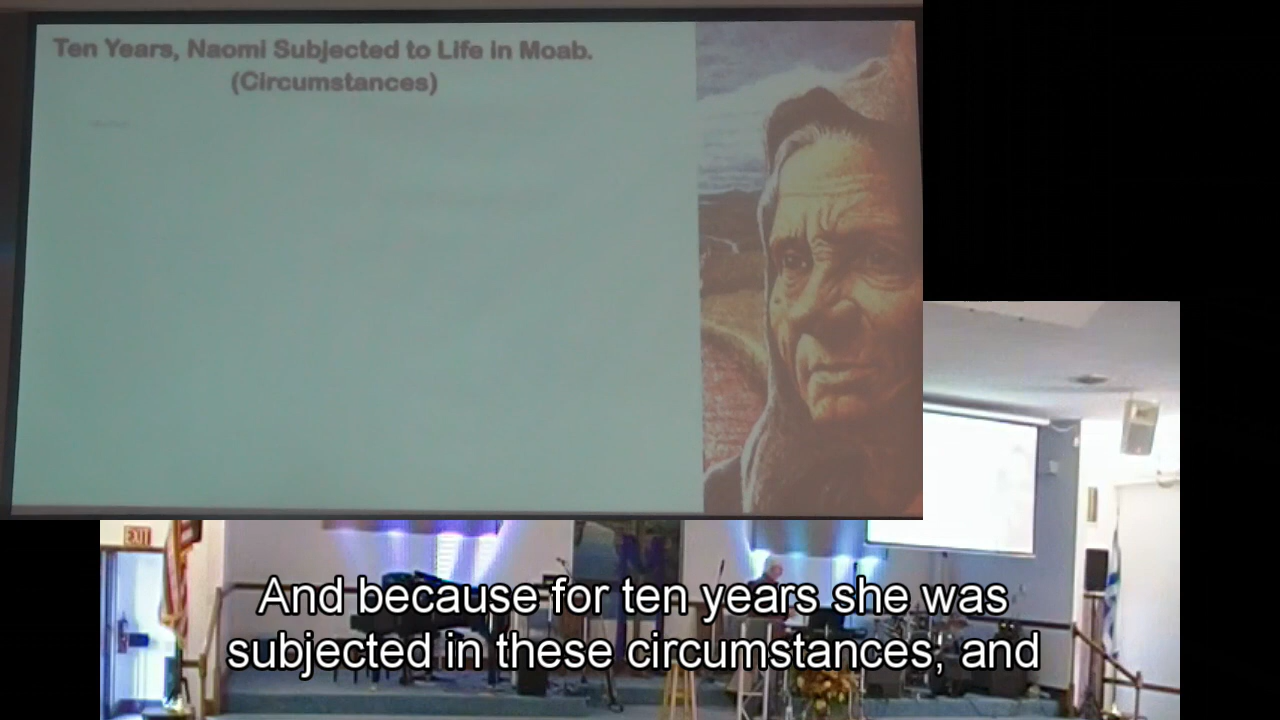 Ten Years, Naomi Subjected to Life in Moab.
(Circumstances)
EXIT
And because for ten years she was
subjected in these circumstances, and